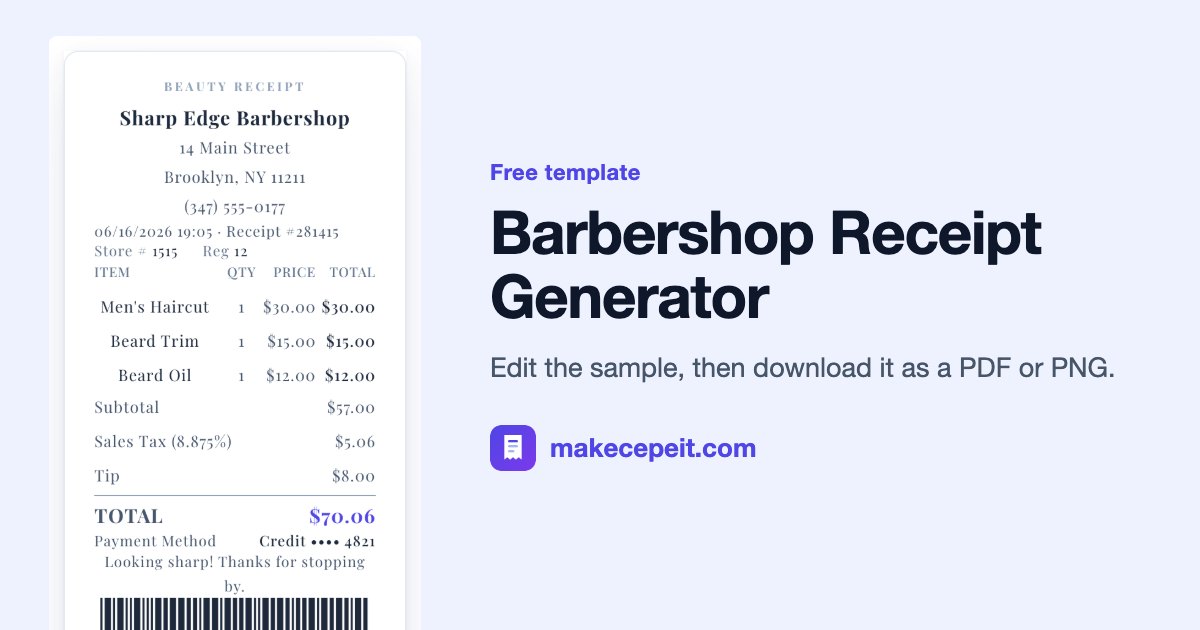 BEAUTY RECEIPT
Sharp Edge Barbershop
14 Main Street
Brooklyn, NY 11211
(347) 555-0177
06/16/2026 19:05 · Receipt #281415
Store # 1515 Reg 12
ITEM QTY PRICE TOTAL
Men's Haircut 1 $30.00 $30.00
Beard Trim 1 $15.00 $15.00
Beard Oil 1 $12.00 $12.00
Subtotal $57.00
Sales Tax (8.875%) $5.06
Tip $8.00
TOTAL $70.06
Payment Method Credit •••• 4821
Looking sharp! Thanks for stopping
by.
Free template
Barbershop Receipt
Generator
Edit the sample, then download it as a PDF or PNG.
makecepeit.com